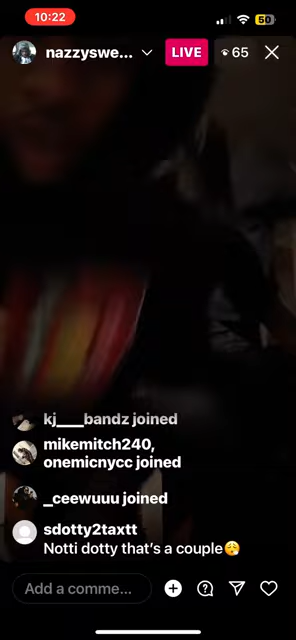 10:22
50
nazzyswe...
LIVE
65
kj___bandz joined
mikemitch240,
onemicnycc joined
_ceewuuu joined
sdotty2taxtt
Notti dotty that's a couple😮‍💨
Add a comme...